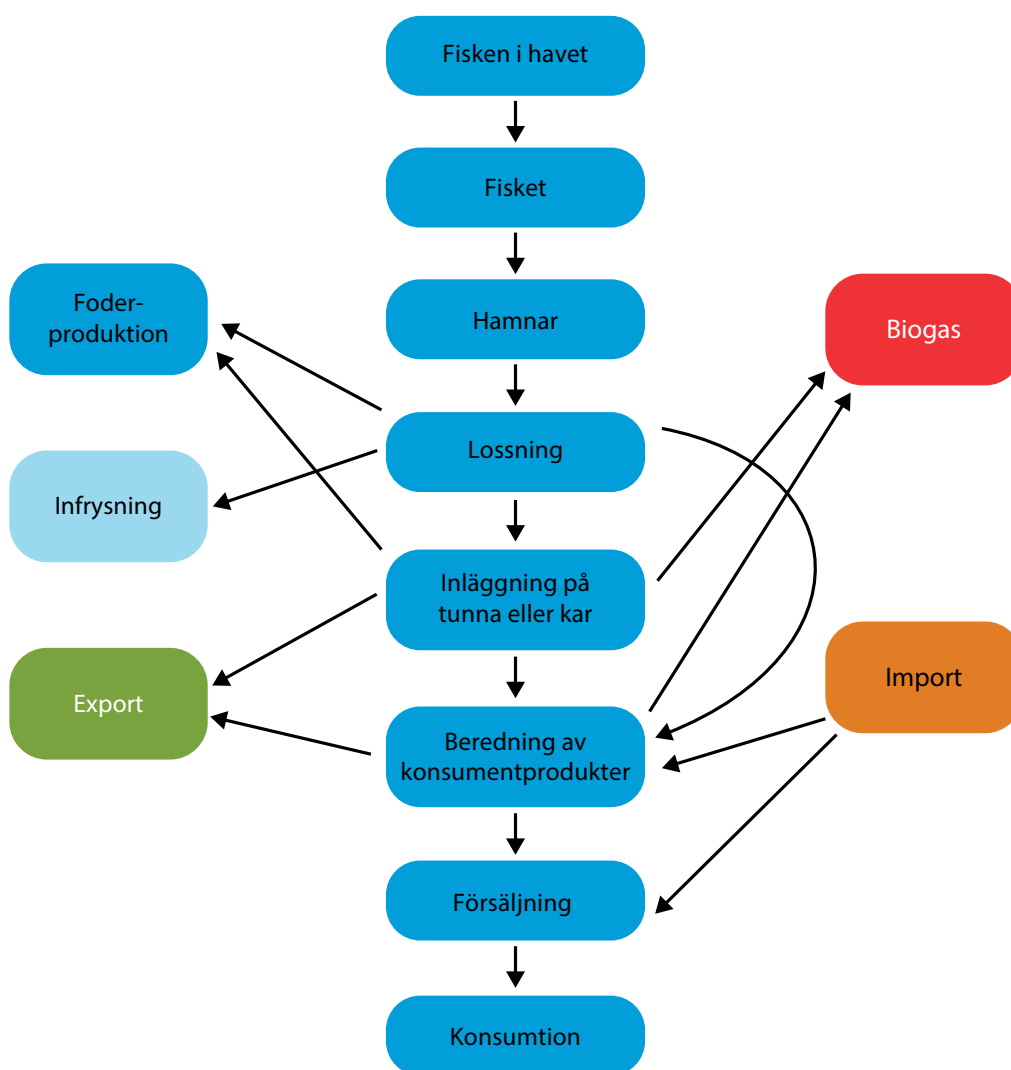 Fisken i havet
Fisket
Hamnar
Foder-
produktion
Biogas
Lossning
Infrysning
Inläggning på
tunna eller kar
Export
Import
Beredning av
konsumentprodukter
Försäljning
Konsumtion